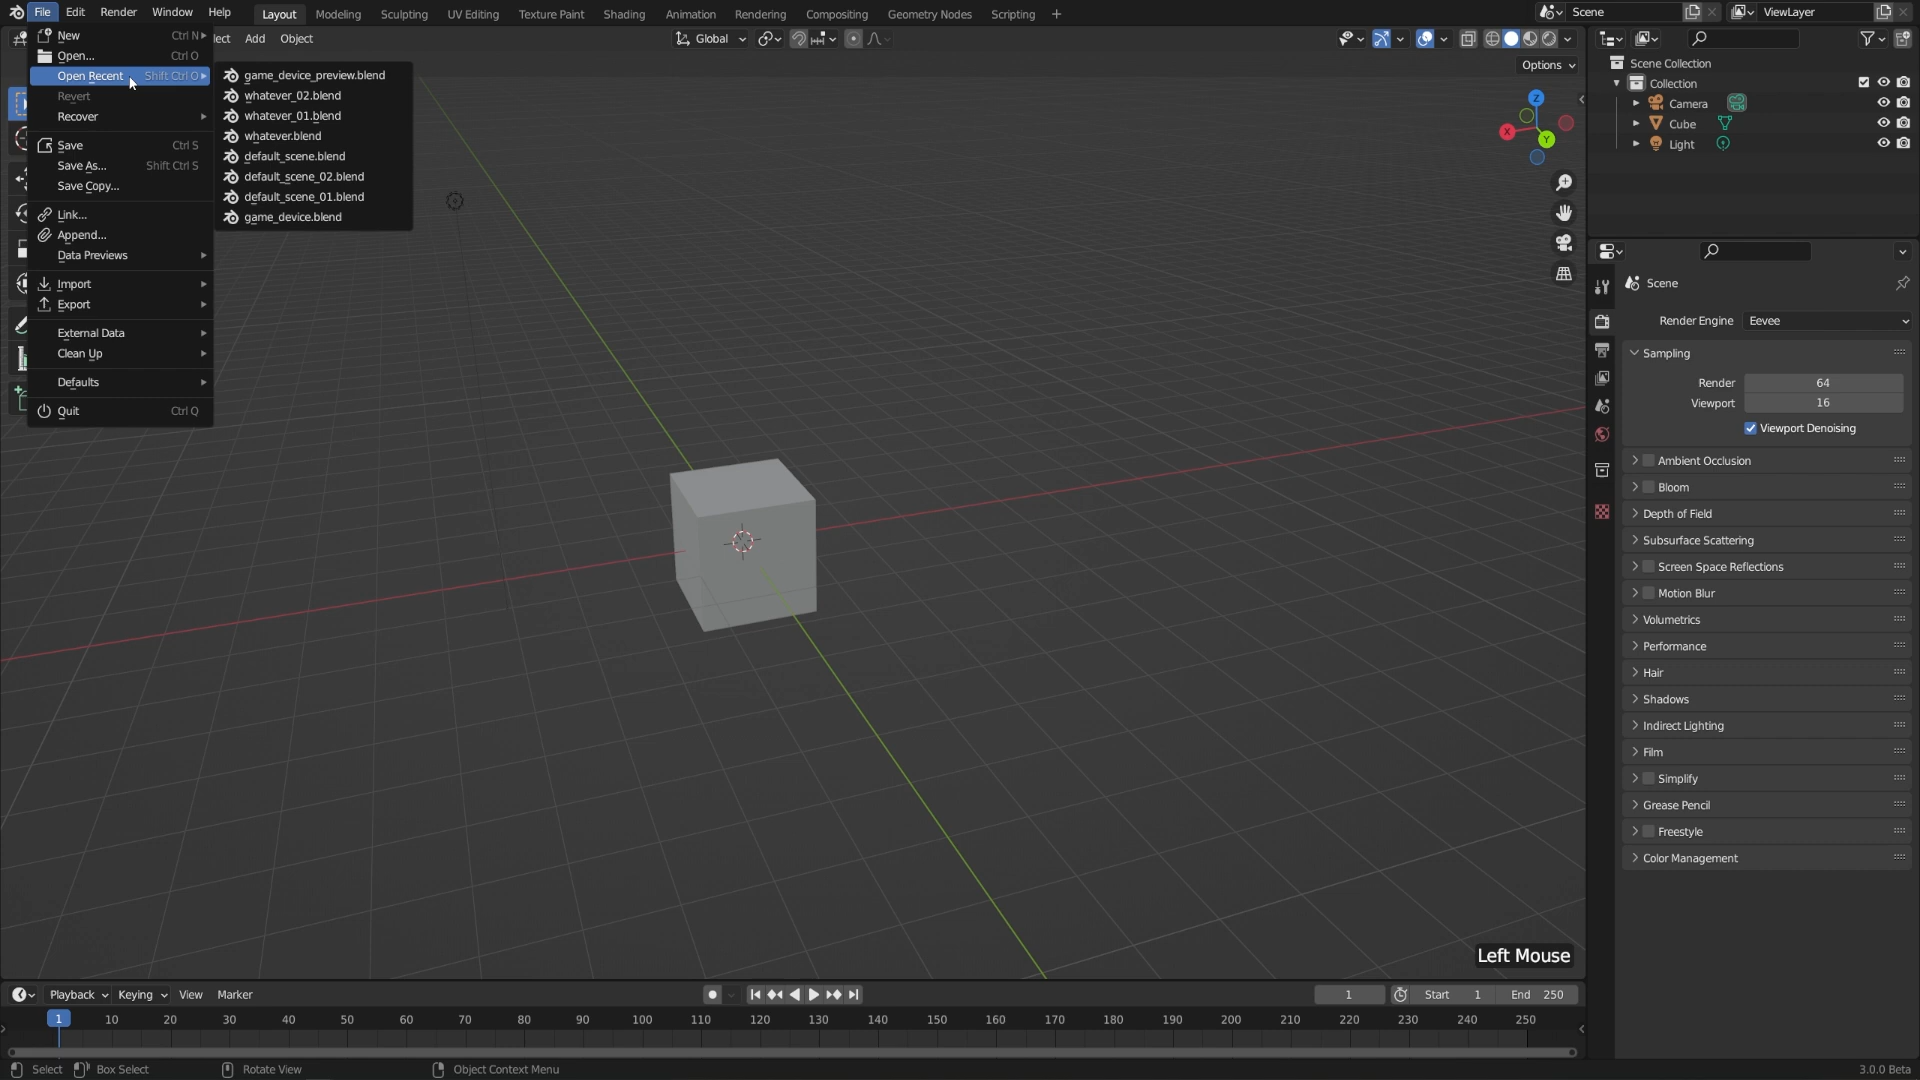 File Edit Render Window Help Layout Modeling Sculpting UV Editing Texture Paint Shading Animation Rendering Compositing Geometry Nodes Scripting + Scene ViewLayer
New Ctrl N
Open... Ctrl O
Open Recent Shift Ctrl O
Revert
Recover
Save Ctrl S
Save As... Shift Ctrl S
Save Copy...
Link...
Append...
Data Previews
Import
Export
External Data
Clean Up
Defaults
Quit Ctrl Q
game_device_preview.blend
whatever_02.blend
whatever_01.blend
whatever.blend
default_scene.blend
default_scene_02.blend
default_scene_01.blend
game_device.blend
ect Add Object Global
Options
Z
X
Y
Scene Collection
Collection
Camera
Cube
Light
Scene
Render Engine Eevee
Sampling
Render 64
Viewport 16
Viewport Denoising
Ambient Occlusion
Bloom
Depth of Field
Subsurface Scattering
Screen Space Reflections
Motion Blur
Volumetrics
Performance
Hair
Shadows
Indirect Lighting
Film
Simplify
Grease Pencil
Freestyle
Color Management
Left Mouse
Playback Keying View Marker 1 Start 1 End 250
1 10 20 30 40 50 60 70 80 90 100 110 120 130 140 150 160 170 180 190 200 210 220 230 240 250
Select Box Select Rotate View Object Context Menu 3.0.0 Beta